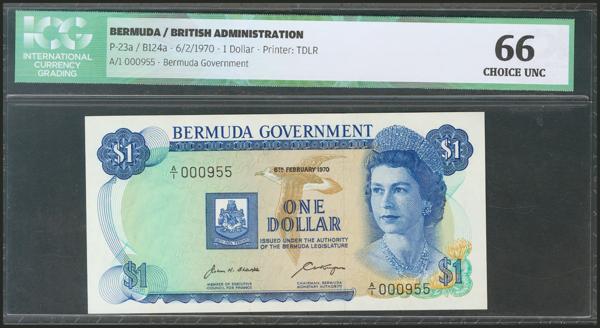 ICG
INTERNATIONAL
CURRENCY
GRADING
BERMUDA / BRITISH ADMINISTRATION
P-23a / B124a - 6/2/1970 - 1 Dollar - Printer: TDLR
A/1 000955 - Bermuda Government
66
CHOICE UNC
BERMUDA GOVERNMENT
$1
$1
A/1 000955
6TH FEBRUARY 1970
ONE
DOLLAR
ISSUED UNDER THE AUTHORITY
OF THE BERMUDA LEGISLATURE
$1
MEMBER OF EXECUTIVE
COUNCIL FOR FINANCE
CHAIRMAN, BERMUDA
MONETARY AUTHORITY
A/1 000955
$1